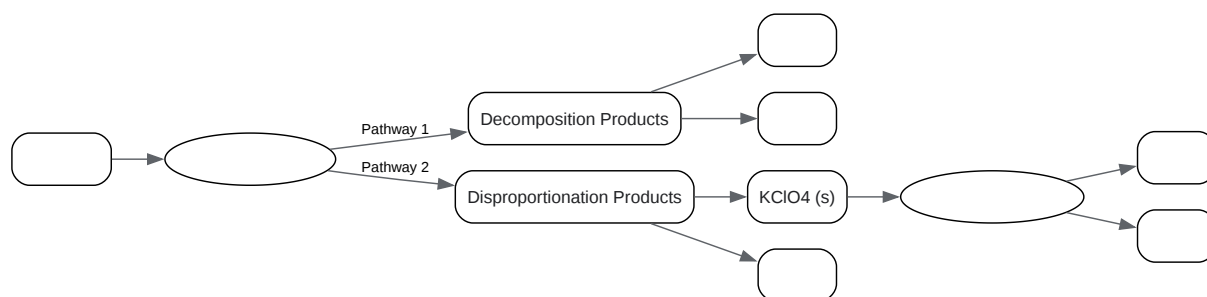 Pathway 1
Decomposition Products
Pathway 2
Disproportionation Products
KClO4 (s)